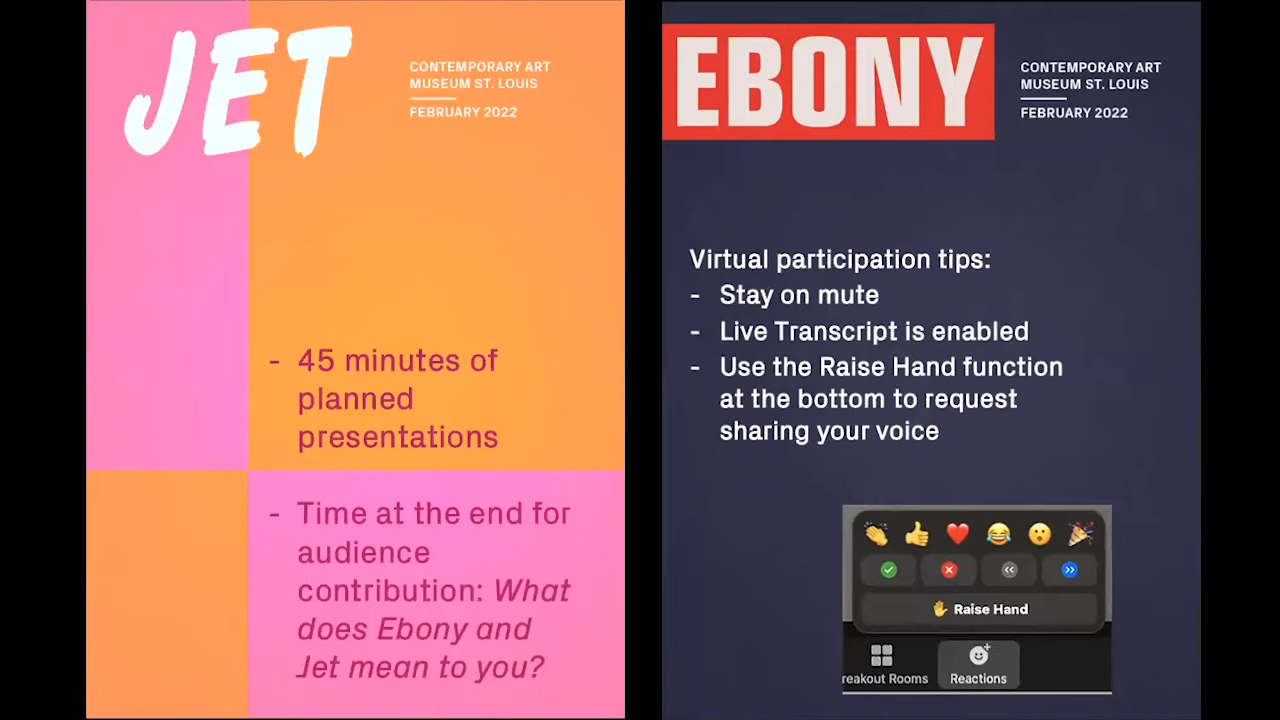 JET
CONTEMPORARY ART
MUSEUM ST. LOUIS
FEBRUARY 2022
- 45 minutes of
planned
presentations
- Time at the end for
audience
contribution: What
does Ebony and
Jet mean to you?
EBONY
CONTEMPORARY ART
MUSEUM ST. LOUIS
FEBRUARY 2022
Virtual participation tips:
- Stay on mute
- Live Transcript is enabled
- Use the Raise Hand function
at the bottom to request
sharing your voice
Raise Hand
reakout Rooms
Reactions